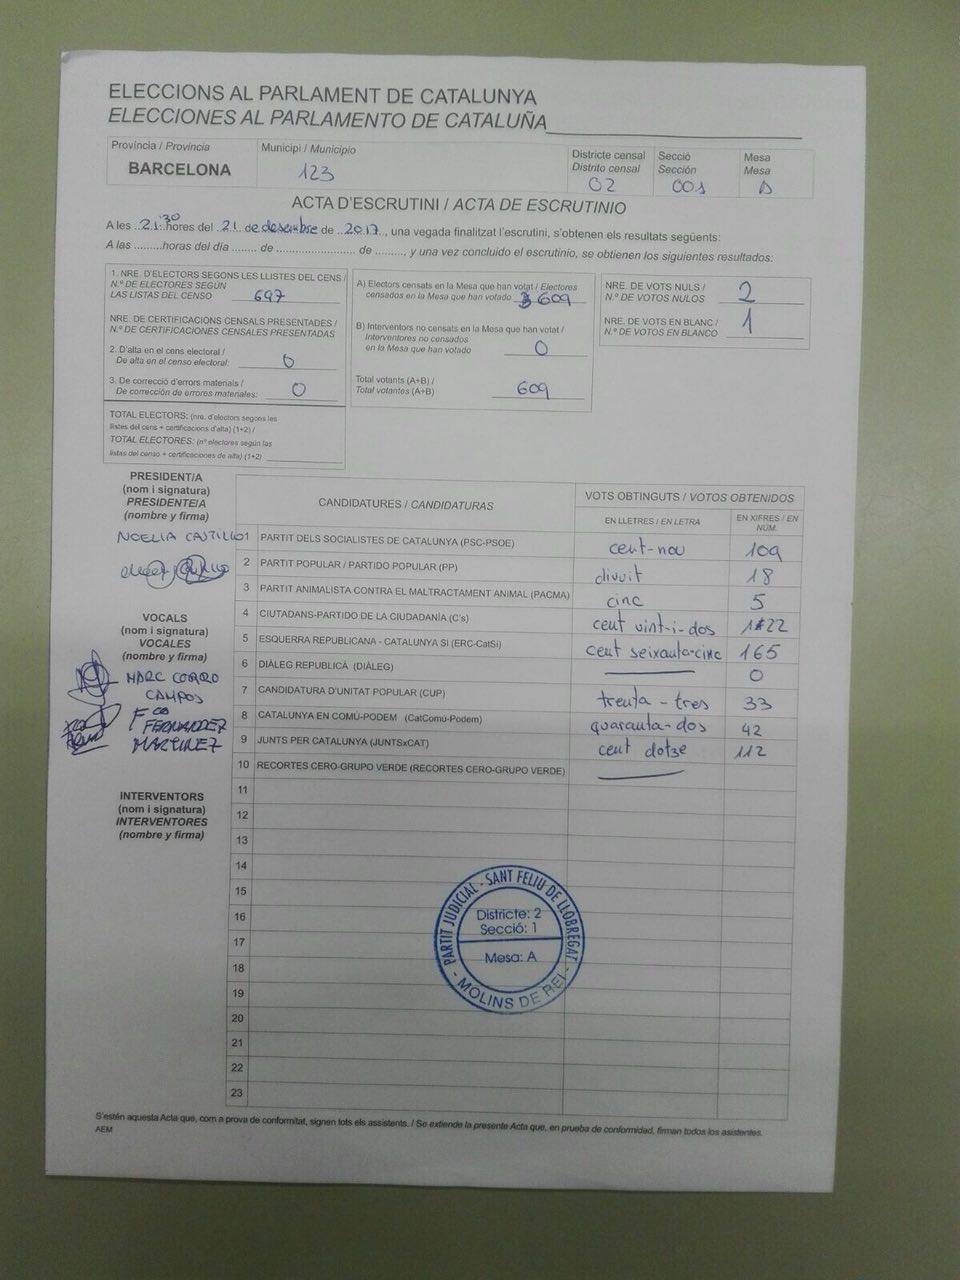 ELECCIONS AL PARLAMENT DE CATALUNYA
ELECCIONES AL PARLAMENTO DE CATALUÑA
Província / Provincia
BARCELONA
Municipi / Municipio
123
Districte censal
Distrito censal
02
Secció
Sección
001
Mesa
Mesa
A
ACTA D'ESCRUTINI / ACTA DE ESCRUTINIO
A les ..21:30 hores del .21.. de desembre de ..2017.., una vegada finalitzat l'escrutini, s'obtenen els resultats següents:
A las .........horas del día ........ de .......................... de ........., y una vez concluido el escrutinio, se obtienen los siguientes resultados:
1. NRE. D'ELECTORS SEGONS LES LLISTES DEL CENS /
N.º DE ELECTORES SEGÚN
LAS LISTAS DEL CENSO 697
NRE. DE CERTIFICACIONS CENSALS PRESENTADES /
N.º DE CERTIFICACIONES CENSALES PRESENTADAS
2. D'alta en el cens electoral /
De alta en el censo electoral: 0
3. De correcció d'errors materials /
De corrección de errores materiales: 0
TOTAL ELECTORS: (nre. d'electors segons les
llistes del cens + certificacions d'alta) (1+2) /
TOTAL ELECTORES: (nº electores según las
listas del censo + certificaciones de alta) (1+2)
A) Electors censats en la Mesa que han votat / Electores
censados en la Mesa que han votado 609
B) Interventors no censats en la Mesa que han votat /
Interventores no censados
en la Mesa que han votado 0
Total votants (A+B) /
Total votantes (A+B) 609
NRE. DE VOTS NULS /
N.º DE VOTOS NULOS 2
NRE. DE VOTS EN BLANC /
N.º DE VOTOS EN BLANCO 1
PRESIDENT/A
(nom i signatura)
PRESIDENTE/A
(nombre y firma)
NOELIA CASTILLO
VOCALS
(nom i signatura)
VOCALES
(nombre y firma)
MARC CORRO
CAMPOS
Fco
FERNANDEZ
MARTINEZ
INTERVENTORS
(nom i signatura)
INTERVENTORES
(nombre y firma)
CANDIDATURES / CANDIDATURAS
VOTS OBTINGUTS / VOTOS OBTENIDOS
EN LLETRES / EN LETRA
EN XIFRES / EN NÚM.
1 PARTIT DELS SOCIALISTES DE CATALUNYA (PSC-PSOE) cent-nou 109
2 PARTIT POPULAR / PARTIDO POPULAR (PP) divuit 18
3 PARTIT ANIMALISTA CONTRA EL MALTRACTAMENT ANIMAL (PACMA) cinc 5
4 CIUTADANS-PARTIDO DE LA CIUDADANÍA (C's) cent vint-i-dos 122
5 ESQUERRA REPUBLICANA - CATALUNYA SÍ (ERC-CatSí) cent seixanta-cinc 165
6 DIÀLEG REPUBLICÀ (DIÀLEG) 0
7 CANDIDATURA D'UNITAT POPULAR (CUP) trenta-tres 33
8 CATALUNYA EN COMÚ-PODEM (CatComú-Podem) quaranta-dos 42
9 JUNTS PER CATALUNYA (JUNTSxCAT) cent dotze 112
10 RECORTES CERO-GRUPO VERDE (RECORTES CERO-GRUPO VERDE)
11
12
13
14
15
16
17
18
19
20
21
22
23
PARTIT JUDICIAL - SANT FELIU DE LLOBREGAT
Districte: 2
Secció: 1
Mesa: A
- MOLINS DE REI -
S'estén aquesta Acta que, com a prova de conformitat, signen tots els assistents. / Se extiende la presente Acta que, en prueba de conformidad, firman todos los asistentes.
AEM